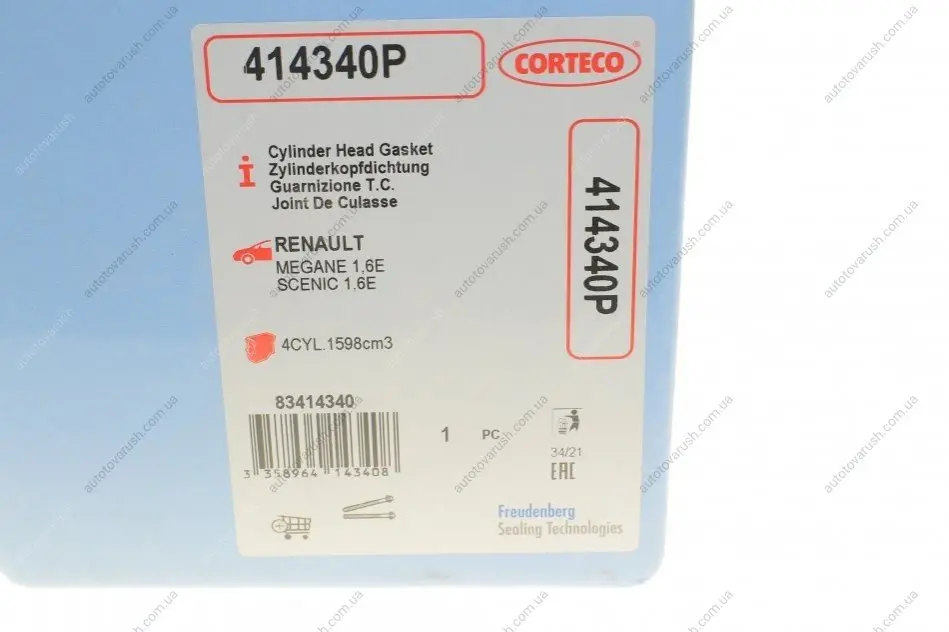 414340P
CORTECO
Cylinder Head Gasket
Zylinderkopfdichtung
Guarnizione T.C.
Joint De Culasse
414340P
RENAULT
MEGANE 1,6E
SCENIC 1,6E
4CYL.1598cm3
83414340
3 358964 143408
1 PC
34/21
EAC
Freudenberg
Sealing Technologies
autotovarush.com.ua